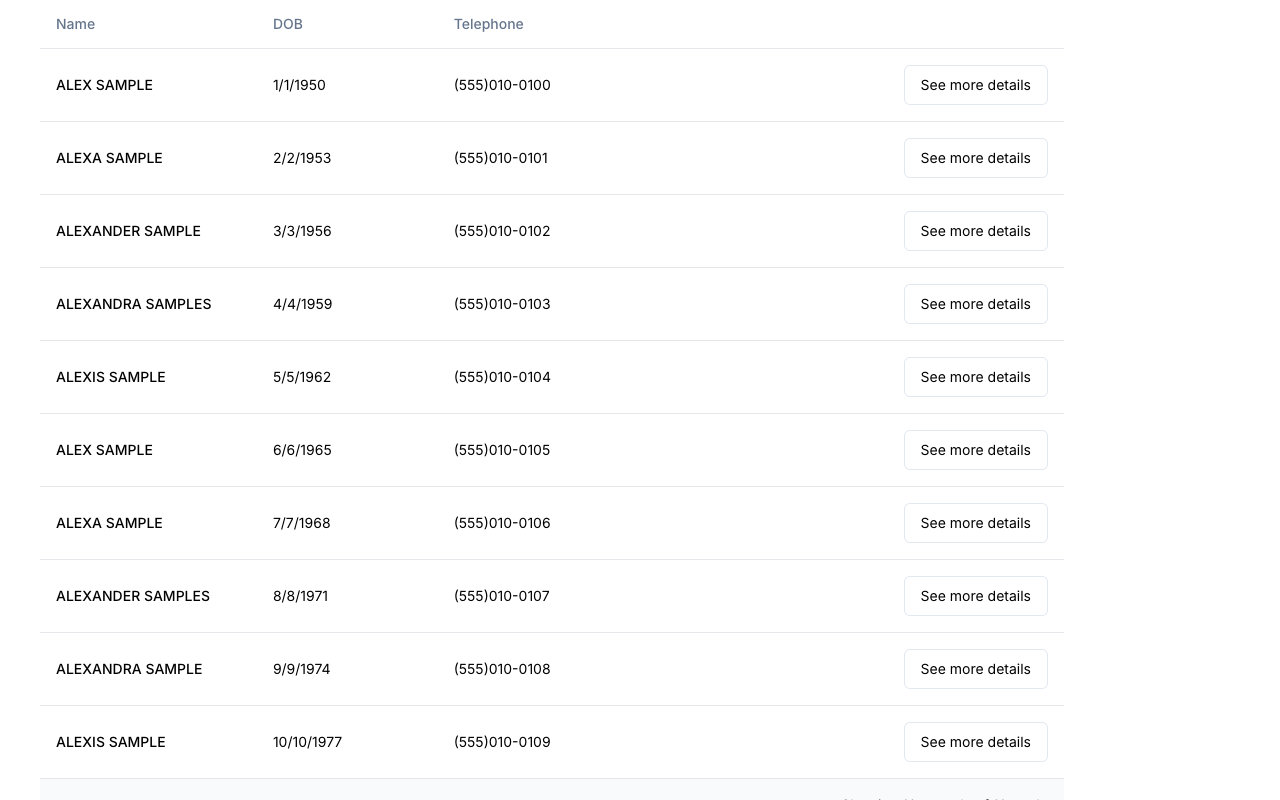 Name DOB Telephone
ALEX SAMPLE 1/1/1950 (555)010-0100 See more details
ALEXA SAMPLE 2/2/1953 (555)010-0101 See more details
ALEXANDER SAMPLE 3/3/1956 (555)010-0102 See more details
ALEXANDRA SAMPLES 4/4/1959 (555)010-0103 See more details
ALEXIS SAMPLE 5/5/1962 (555)010-0104 See more details
ALEX SAMPLE 6/6/1965 (555)010-0105 See more details
ALEXA SAMPLE 7/7/1968 (555)010-0106 See more details
ALEXANDER SAMPLES 8/8/1971 (555)010-0107 See more details
ALEXANDRA SAMPLE 9/9/1974 (555)010-0108 See more details
ALEXIS SAMPLE 10/10/1977 (555)010-0109 See more details